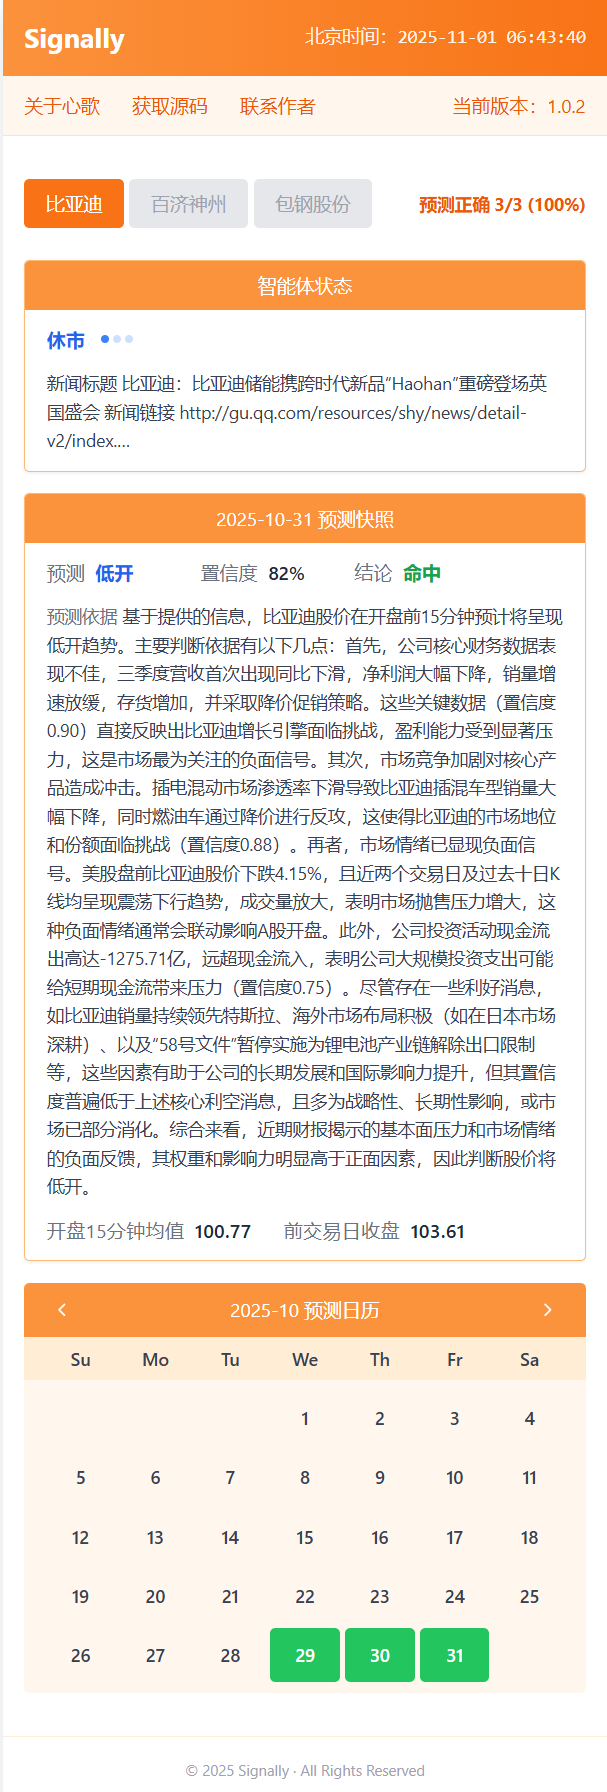 Signally 北京时间：2025-11-01 06:43:40
关于心歌 获取源码 联系作者 当前版本：1.0.2
比亚迪 百济神州 包钢股份 预测正确 3/3 (100%)
智能体状态
休市
新闻标题 比亚迪：比亚迪储能携跨时代新品“Haohan”重磅登场英
国盛会 新闻链接 http://gu.qq.com/resources/shy/news/detail-
v2/index....
2025-10-31 预测快照
预测 低开 置信度 82% 结论 命中
预测依据 基于提供的信息，比亚迪股价在开盘前15分钟预计将呈现
低开趋势。主要判断依据有以下几点：首先，公司核心财务数据表
现不佳，三季度营收首次出现同比下滑，净利润大幅下降，销量增
速放缓，存货增加，并采取降价促销策略。这些关键数据（置信度
0.90）直接反映出比亚迪增长引擎面临挑战，盈利能力受到显著压
力，这是市场最为关注的负面信号。其次，市场竞争加剧对核心产
品造成冲击。插电混动市场渗透率下滑导致比亚迪插混车型销量大
幅下降，同时燃油车通过降价进行反攻，这使得比亚迪的市场地位
和份额面临挑战（置信度0.88）。再者，市场情绪已显现负面信
号。美股盘前比亚迪股价下跌4.15%，且近两个交易日及过去十日K
线均呈现震荡下行趋势，成交量放大，表明市场抛售压力增大，这
种负面情绪通常会联动影响A股开盘。此外，公司投资活动现金流
出高达-1275.71亿，远超现金流入，表明公司大规模投资支出可能
给短期现金流带来压力（置信度0.75）。尽管存在一些利好消息，
如比亚迪销量持续领先特斯拉、海外市场布局积极（如在日本市场
深耕）、以及“58号文件”暂停实施为锂电池产业链解除出口限制
等，这些因素有助于公司的长期发展和国际影响力提升，但其置信
度普遍低于上述核心利空消息，且多为战略性、长期性影响，或市
场已部分消化。综合来看，近期财报揭示的基本面压力和市场情绪
的负面反馈，其权重和影响力明显高于正面因素，因此判断股价将
低开。
开盘15分钟均值 100.77 前交易日收盘 103.61
2025-10 预测日历
Su Mo Tu We Th Fr Sa
1 2 3 4
5 6 7 8 9 10 11
12 13 14 15 16 17 18
19 20 21 22 23 24 25
26 27 28 29 30 31
© 2025 Signally · All Rights Reserved